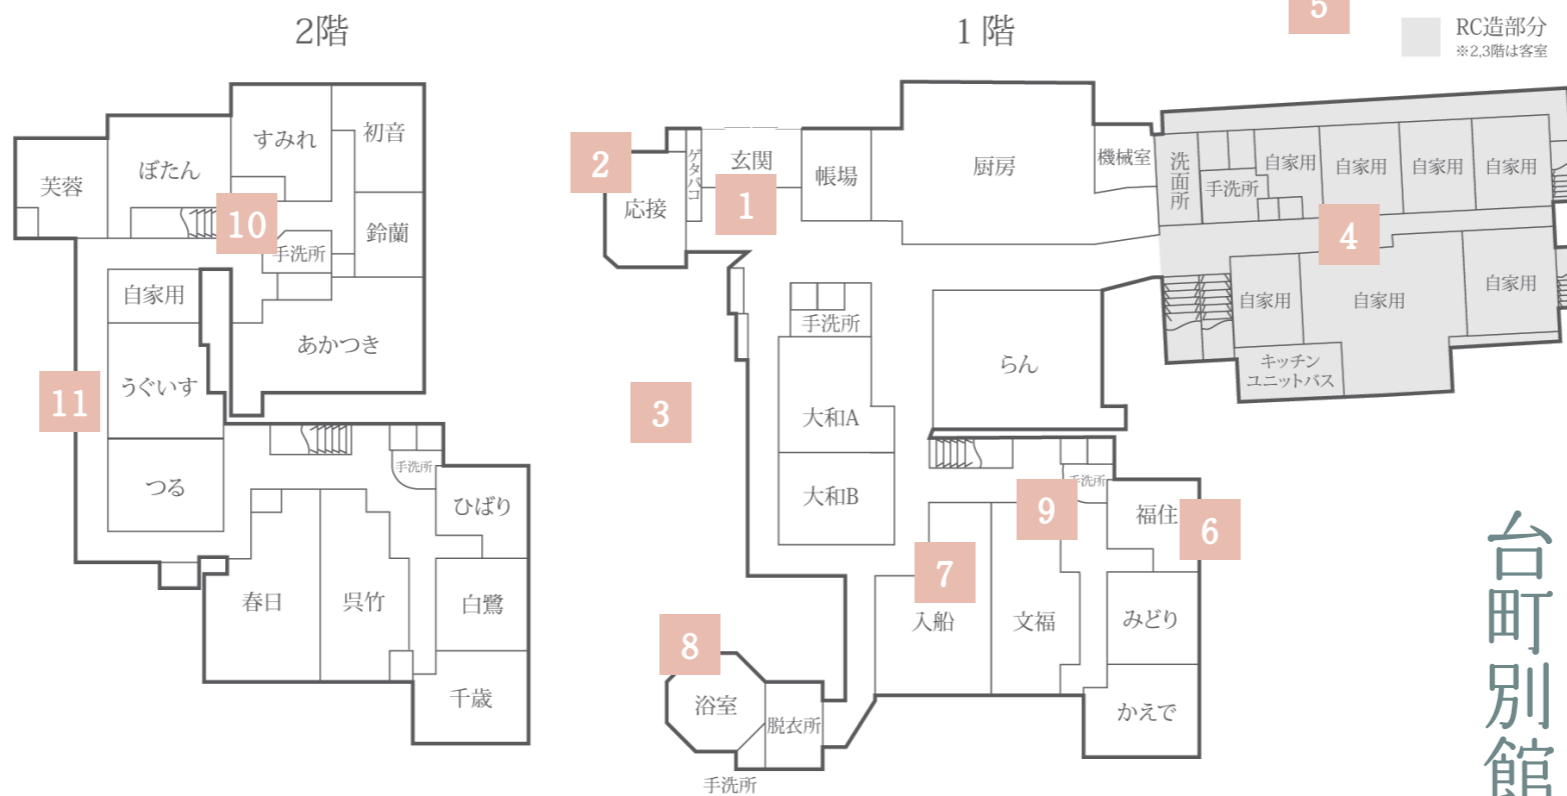 2階
1階
5
RC造部分
※2,3階は客室
芙蓉
ぼたん
すみれ
初音
10
鈴蘭
手洗所
自家用
あかつき
11
うぐいす
つる
手洗所
ひばり
春日
呉竹
白鷺
千歳
2
応接
ゲタバコ
玄関
1
帳場
厨房
機械室
洗面所
手洗所
自家用
自家用
自家用
自家用
4
自家用
自家用
自家用
キッチン
ユニットバス
手洗所
らん
3
大和A
大和B
手洗所
9
福住
6
7
入船
文福
みどり
かえで
8
浴室
脱衣所
手洗所
台町別館